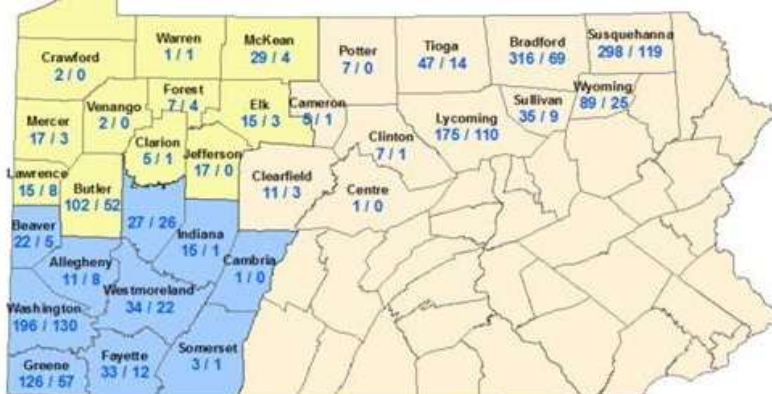 Warren
1 / 1
McKean
29 / 4
Potter
7 / 0
Tioga
47 / 14
Bradford
316 / 69
Susquehanna
298 / 119
Crawford
2 / 0
Forest
7 / 4
Elk
15 / 3
Cameron
5 / 1
Sullivan
35 / 9
Wyoming
89 / 25
Venango
2 / 0
Mercer
17 / 3
Clarion
5 / 1
Jefferson
17 / 0
Clinton
7 / 1
Lycoming
175 / 110
Lawrence
15 / 8
Butler
102 / 52
Clearfield
11 / 3
Centre
1 / 0
Beaver
22 / 5
27 / 26
Indiana
15 / 1
Allegheny
11 / 8
Cambria
1 / 0
Westmoreland
34 / 22
Washington
196 / 130
Greene
126 / 57
Fayette
33 / 12
Somerset
3 / 1